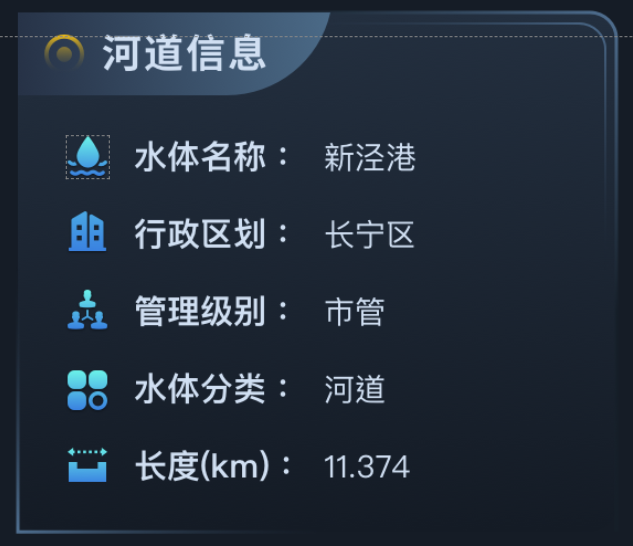 河道信息
水体名称： 新泾港
行政区划： 长宁区
管理级别： 市管
水体分类： 河道
长度(km)： 11.374